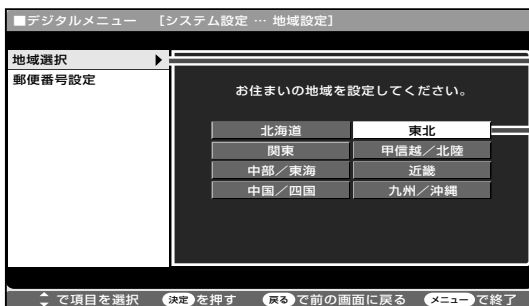 ■デジタルメニュー [システム設定 … 地域設定]
地域選択
郵便番号設定
お住まいの地域を設定してください。
北海道 東北
関東 甲信越／北陸
中部／東海 近畿
中国／四国 九州／沖縄
で項目を選択 決定を押す 戻るで前の画面に戻る メニューで終了